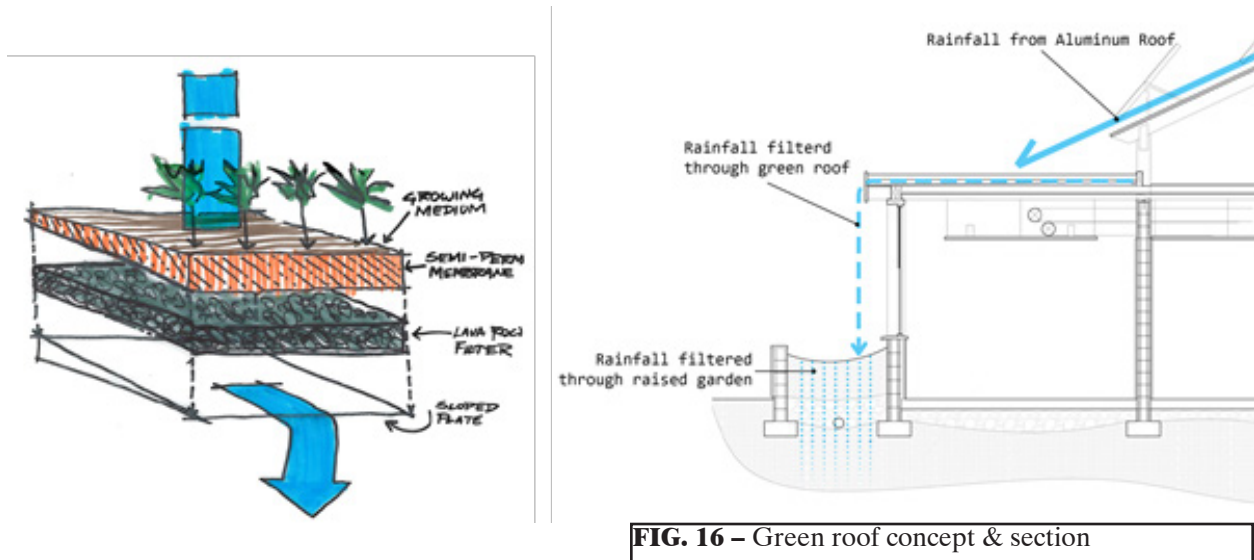 GROWING
MEDIUM
SEMI-PERM
MEMBRANE
LAVA ROCK
FILTER
SLOPED
PLATE
Rainfall from Aluminum Roof
Rainfall filterd
through green roof
Rainfall filtered
through raised garden
FIG. 16 – Green roof concept & section